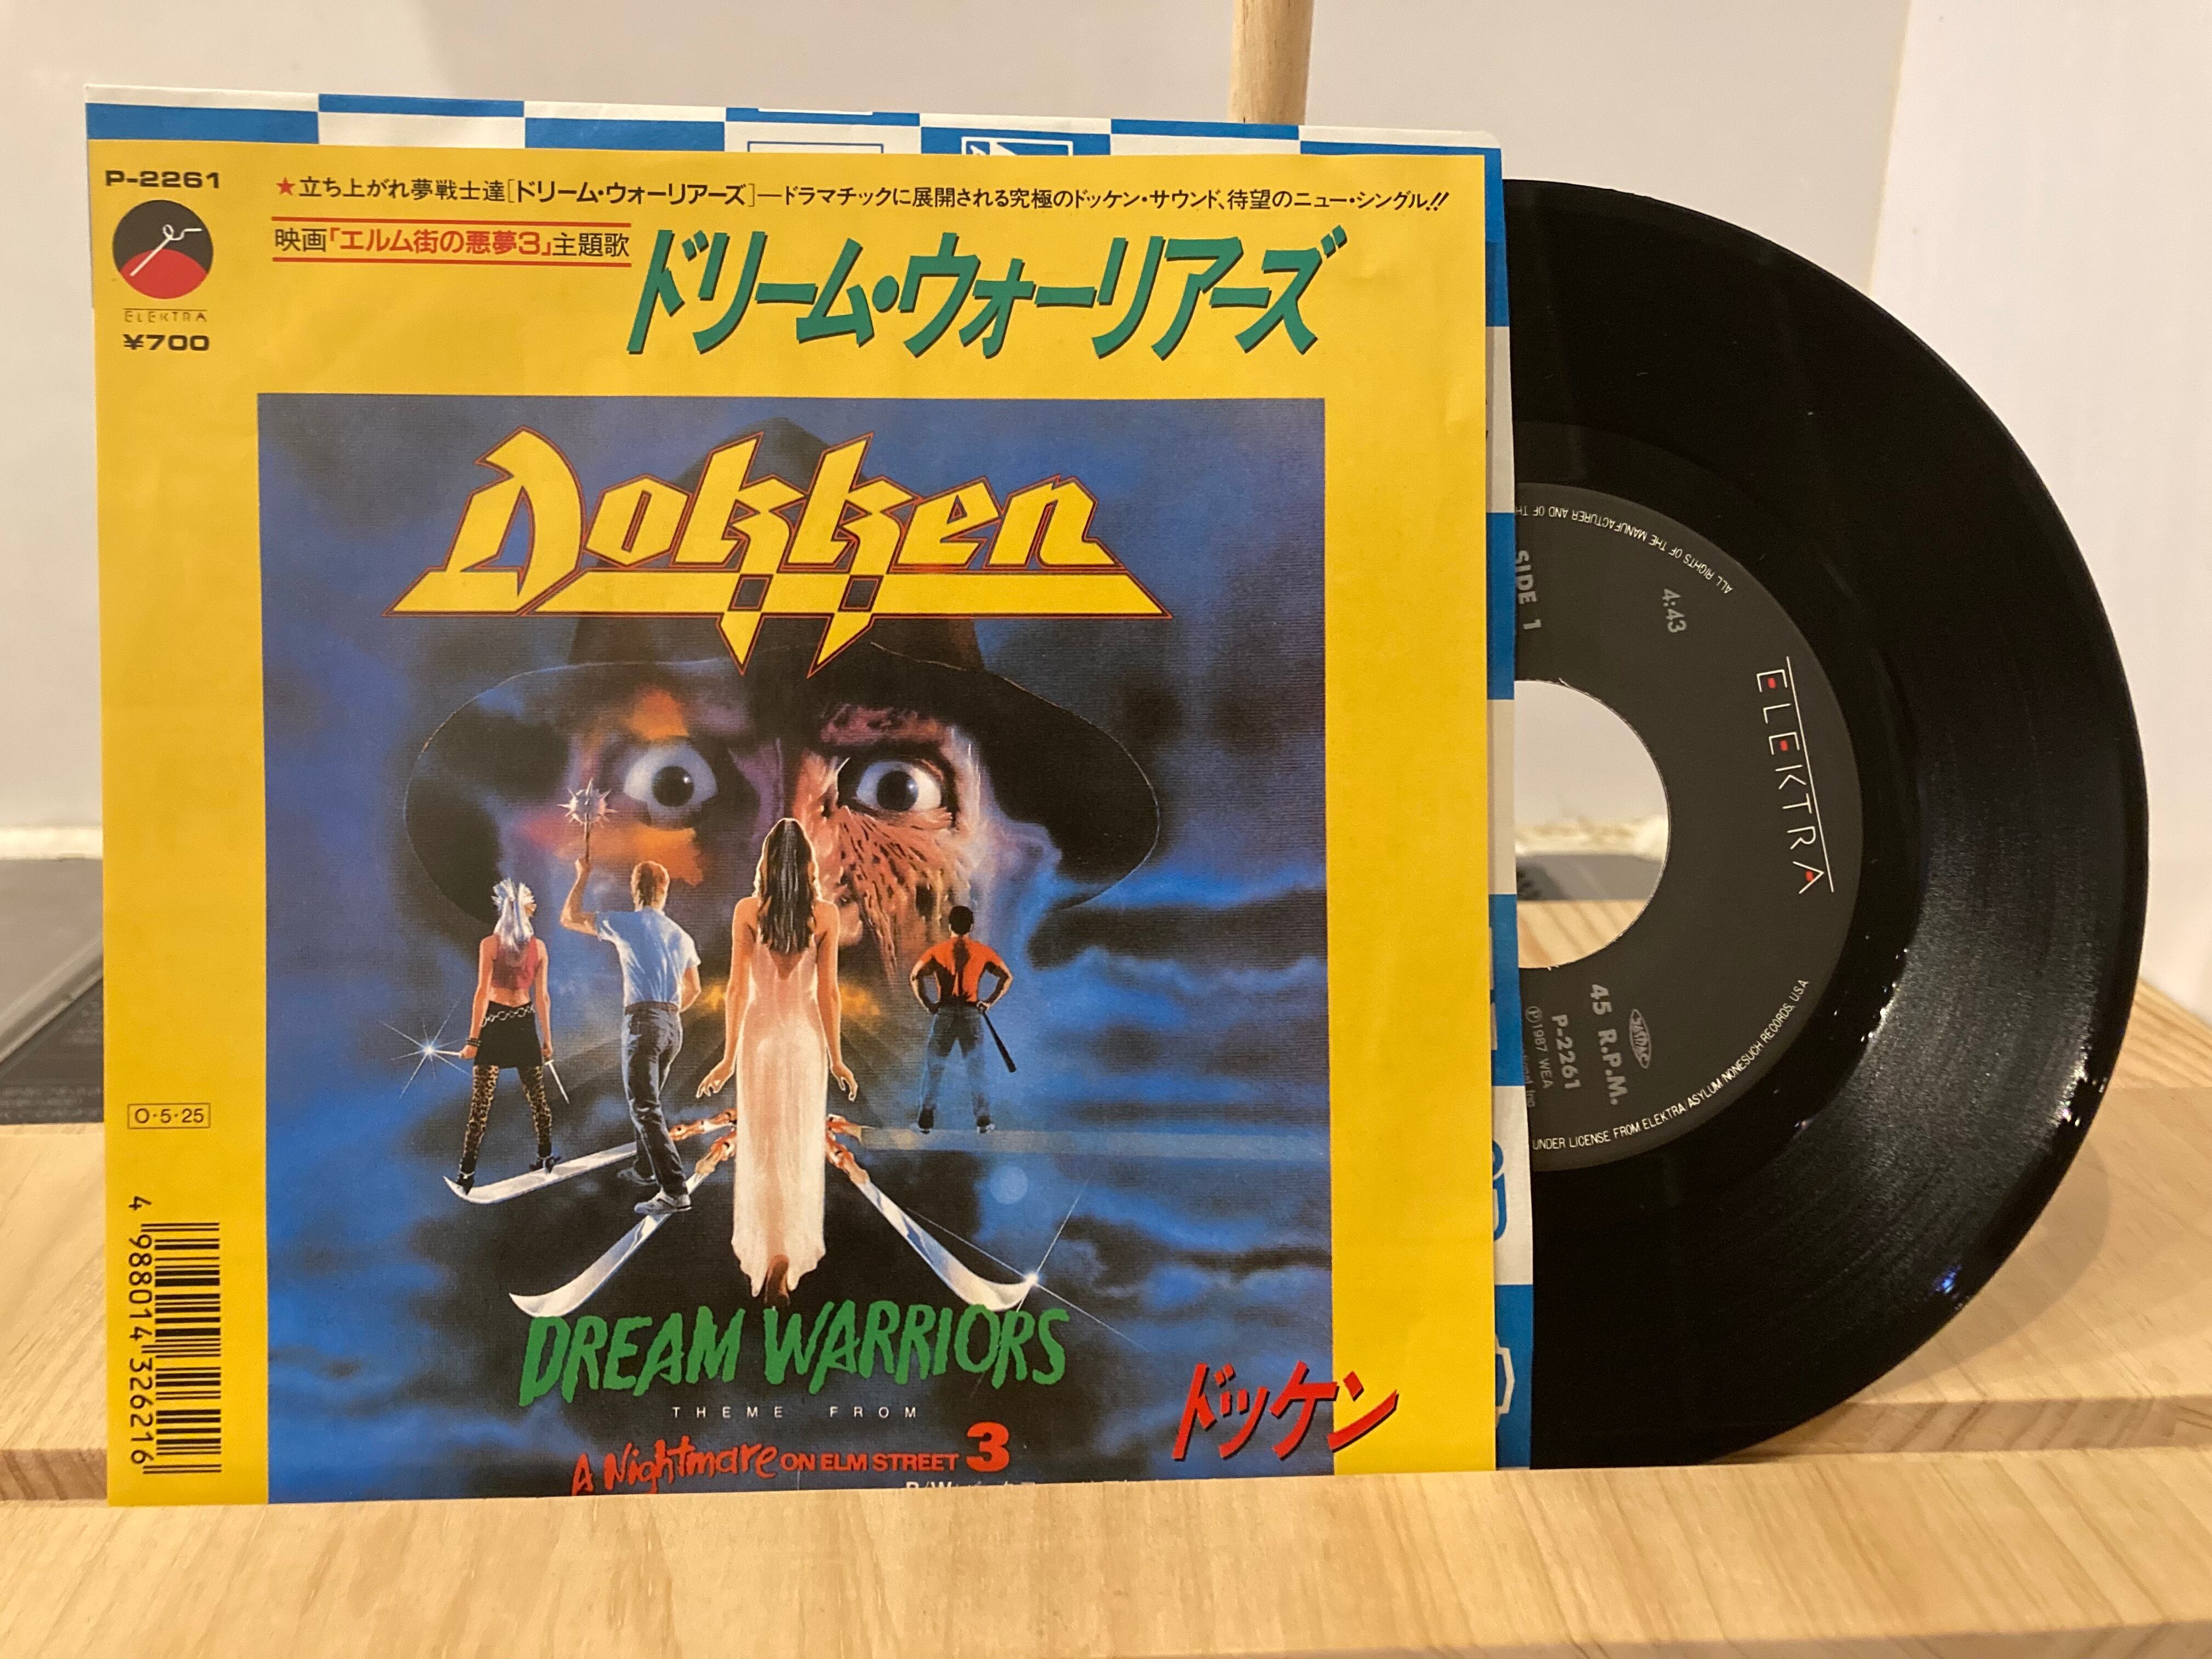 P-2261
ELEKTRA
¥700
★立ち上がれ夢戦士達[ドリーム・ウォーリアーズ]―ドラマチックに展開される究極のドッケン・サウンド、待望のニュー・シングル!!
映画「エルム街の悪夢3」主題歌
ドリーム・ウォーリアーズ
Dokken
DREAM WARRIORS
THEME FROM
A Nightmare ON ELM STREET 3
ドッケン
O·5·25
4 988014 326216
ALL RIGHTS OF THE MANUFACTURER AND OF TH
SIDE 1
4:43
ELEKTRA
45 R.P.M.
P-2261
℗1987 WEA
UNDER LICENSE FROM ELEKTRA/ASYLUM/NONESUCH RECORDS, U.S.A